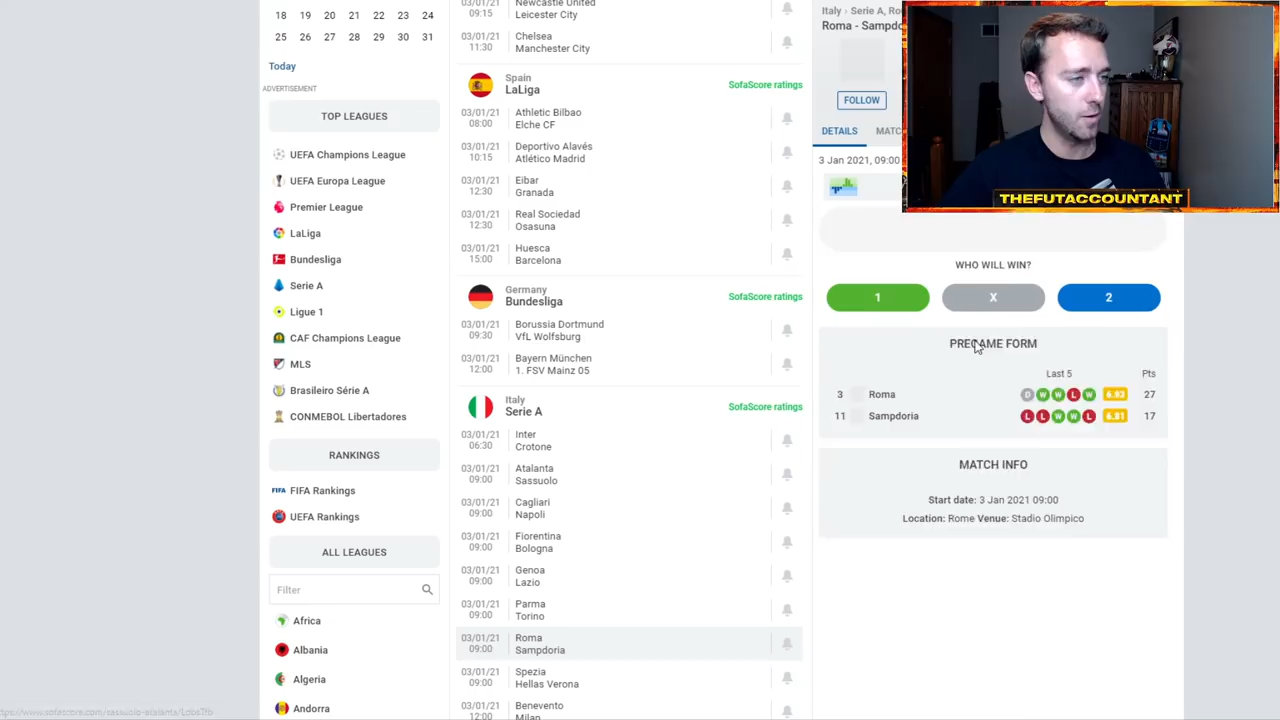 18 19 20 21 22 23 24
25 26 27 28 29 30 31
Today
ADVERTISEMENT
TOP LEAGUES
UEFA Champions League
UEFA Europa League
Premier League
LaLiga
Bundesliga
Serie A
Ligue 1
CAF Champions League
MLS
Brasileiro Série A
CONMEBOL Libertadores
RANKINGS
FIFA FIFA Rankings
UEFA Rankings
ALL LEAGUES
Filter
Africa
Albania
Algeria
Andorra
03/01/21 Newcastle United
09:15 Leicester City
03/01/21 Chelsea
11:30 Manchester City
Spain
LaLiga
SofaScore ratings
03/01/21 Athletic Bilbao
08:00 Elche CF
03/01/21 Deportivo Alavés
10:15 Atlético Madrid
03/01/21 Eibar
12:30 Granada
03/01/21 Real Sociedad
12:30 Osasuna
03/01/21 Huesca
15:00 Barcelona
Germany
Bundesliga
SofaScore ratings
03/01/21 Borussia Dortmund
09:30 VfL Wolfsburg
03/01/21 Bayern München
12:00 1. FSV Mainz 05
Italy
Serie A
SofaScore ratings
03/01/21 Inter
06:30 Crotone
03/01/21 Atalanta
09:00 Sassuolo
03/01/21 Cagliari
09:00 Napoli
03/01/21 Fiorentina
09:00 Bologna
03/01/21 Genoa
09:00 Lazio
03/01/21 Parma
09:00 Torino
03/01/21 Roma
09:00 Sampdoria
03/01/21 Spezia
09:00 Hellas Verona
03/01/21 Benevento
12:00 Milan
Italy > Serie A, Ro
Roma - Sampdo
FOLLOW
DETAILS MATC
3 Jan 2021, 09:00
THEFUTACCOUNTANT
WHO WILL WIN?
1 X 2
PREGAME FORM
Last 5 Pts
3 Roma D W W L W 6.93 27
11 Sampdoria L L W W L 6.81 17
MATCH INFO
Start date: 3 Jan 2021 09:00
Location: Rome Venue: Stadio Olimpico